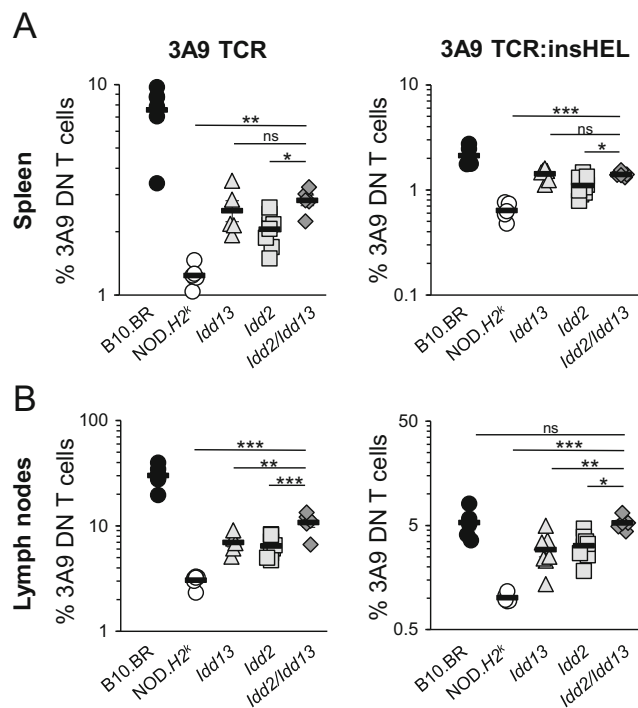 A
3A9 TCR
3A9 TCR:insHEL
Spleen
% 3A9 DN T cells
10
1
**
ns
*
B10.BR
NOD.H2k
Idd13
Idd2
Idd2/Idd13
% 3A9 DN T cells
10
1
0.1
***
ns
*
B10.BR
NOD.H2k
Idd13
Idd2
Idd2/Idd13
B
Lymph nodes
% 3A9 DN T cells
100
10
1
***
**
***
B10.BR
NOD.H2k
Idd13
Idd2
Idd2/Idd13
% 3A9 DN T cells
50
5
0.5
ns
***
**
*
B10.BR
NOD.H2k
Idd13
Idd2
Idd2/Idd13